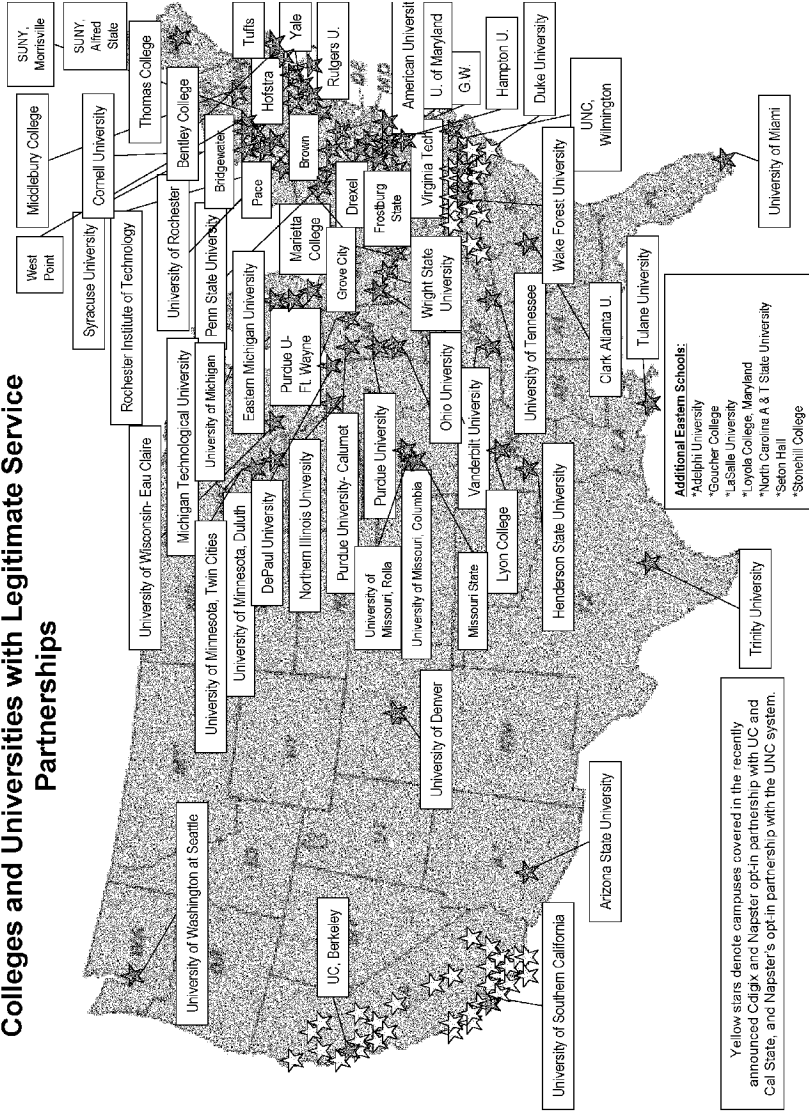 Colleges and Universities with Legitimate Service
Partnerships
SUNY,
Morrisville
SUNY,
Alfred
State
Middlebury College
Thomas College
Cornell University
West
Point
Syracuse University
Rochester Institute of Technology
Bentley College
Bridgewater
University of Rochester
Penn State University
Eastern Michigan University
Pace
Tufts
Yale
Hofstra
Rutgers U.
Brown
Marietta
College
Drexel
Grove City
Frostburg
State
American Universit
U. of Maryland
G.W.
Hampton U.
Duke University
Virginia Tech
UNC,
Wilmington
Wake Forest University
Wright State
University
University of Wisconsin- Eau Claire
Michigan Technological University
University of Michigan
University of Minnesota, Twin Cities
University of Minnesota, Duluth
DePaul University
Northern Illinois University
Purdue U-
Ft. Wayne
Purdue University- Calumet
Purdue University
University of
Missouri, Rolla
University of Missouri, Columbia
Missouri State
Ohio University
Vanderbilt University
Lyon College
University of Tennessee
Henderson State University
Clark Atlanta U.
Tulane University
University of Miami
Trinity University
University of Washington at Seattle
UC, Berkeley
University of Denver
University of Southern California
Arizona State University
Additional Eastern Schools:
*Adelphi University
*Goucher College
*LaSalle University
*Loyola College, Maryland
*North Carolina A & T State University
*Seton Hall
*Stonehill College
Yellow stars denote campuses covered in the recently
announced Cdigix and Napster opt-in partnership with UC and
Cal State, and Napster's opt-in partnership with the UNC system.